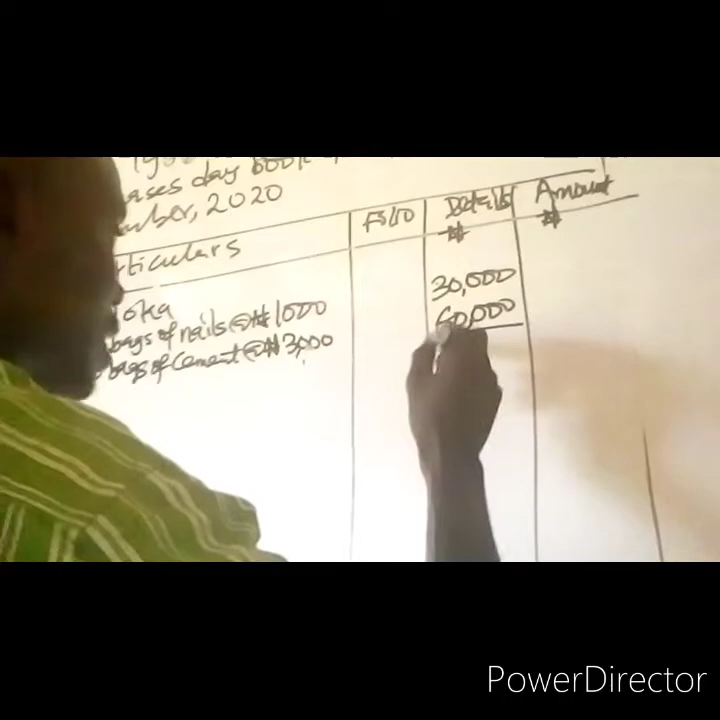 ases day book
mber, 2020
rticulars Folio Details Amount
₦ ₦
oka 30,000
bags of nails @ ₦1000 60,000
bags of Cement @ ₦3,000
PowerDirector